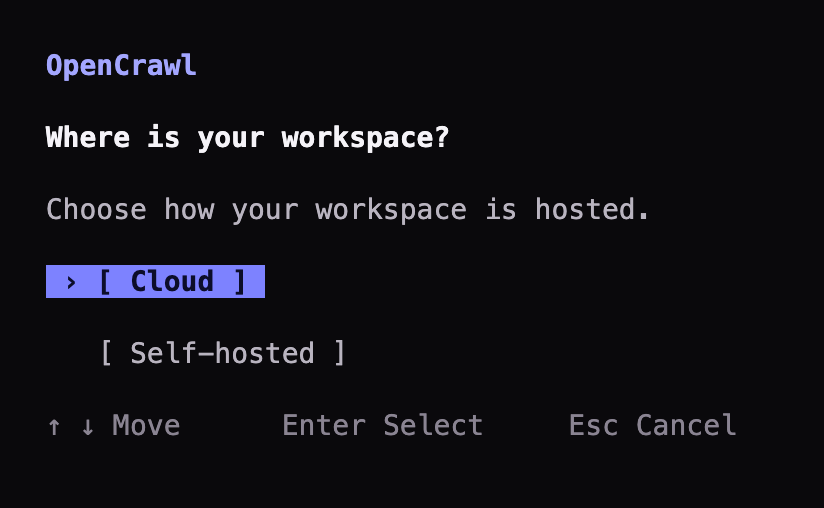 OpenCrawl
Where is your workspace?
Choose how your workspace is hosted.
› [ Cloud ]
[ Self-hosted ]
↑ ↓ Move Enter Select Esc Cancel